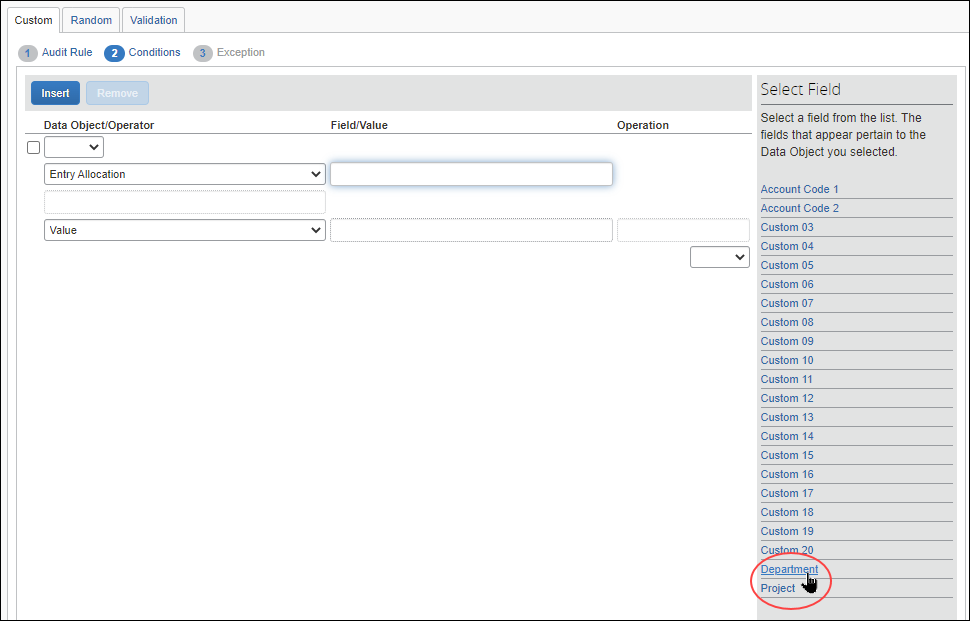 Custom Random Validation
1 Audit Rule 2 Conditions 3 Exception
Insert Remove
Data Object/Operator Field/Value Operation
Entry Allocation
Value
Select Field
Select a field from the list. The
fields that appear pertain to the
Data Object you selected.
Account Code 1
Account Code 2
Custom 03
Custom 04
Custom 05
Custom 06
Custom 07
Custom 08
Custom 09
Custom 10
Custom 11
Custom 12
Custom 13
Custom 14
Custom 15
Custom 16
Custom 17
Custom 18
Custom 19
Custom 20
Department
Project